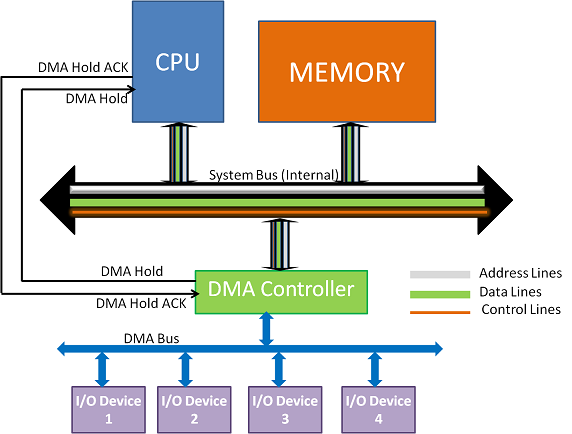 DMA Hold ACK
CPU
MEMORY
DMA Hold
System Bus (Internal)
DMA Hold
DMA Controller
DMA Hold ACK
Address Lines
Data Lines
Control Lines
DMA Bus
I/O Device
1
I/O Device
2
I/O Device
3
I/O Device
4